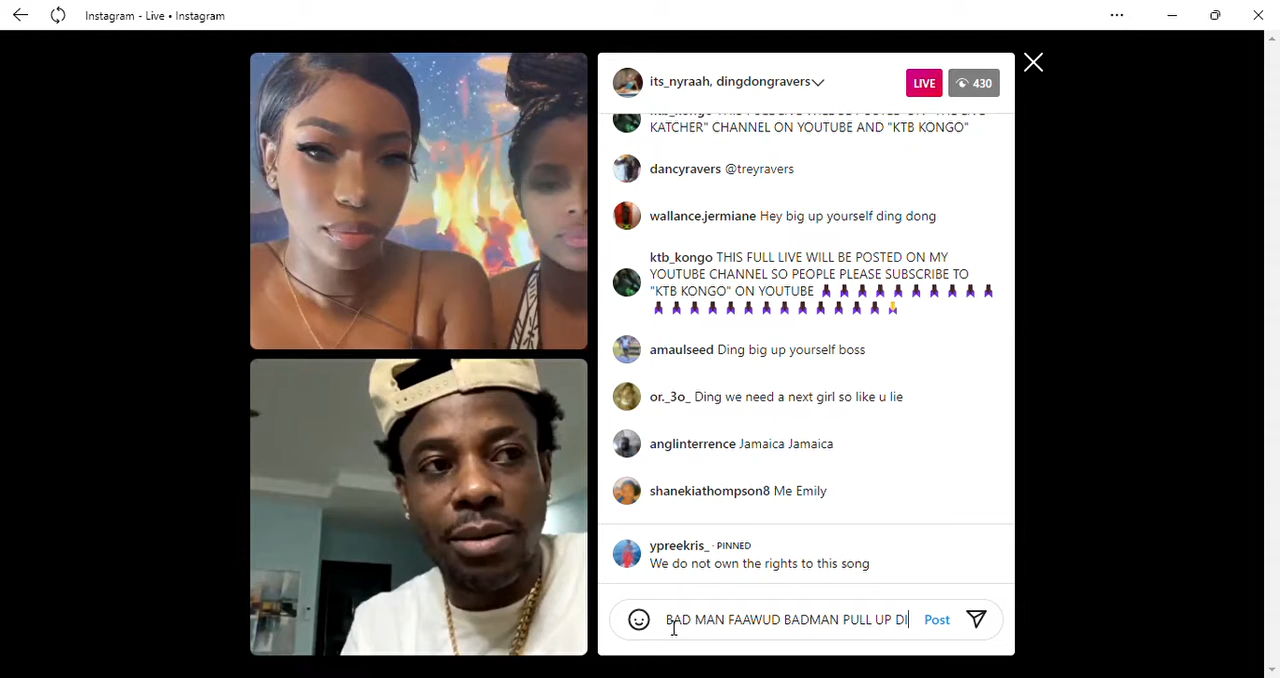 Instagram - Live • Instagram
its_nyraah, dingdongravers
LIVE
430
KATCHER" CHANNEL ON YOUTUBE AND "KTB KONGO"
dancyravers @treyravers
wallance.jermiane Hey big up yourself ding dong
ktb_kongo THIS FULL LIVE WILL BE POSTED ON MY
YOUTUBE CHANNEL SO PEOPLE PLEASE SUBSCRIBE TO
"KTB KONGO" ON YOUTUBE
amaulseed Ding big up yourself boss
or._3o_ Ding we need a next girl so like u lie
anglinterrence Jamaica Jamaica
shanekiathompson8 Me Emily
ypreekris_ · PINNED
We do not own the rights to this song
BAD MAN FAAWUD BADMAN PULL UP DI
Post